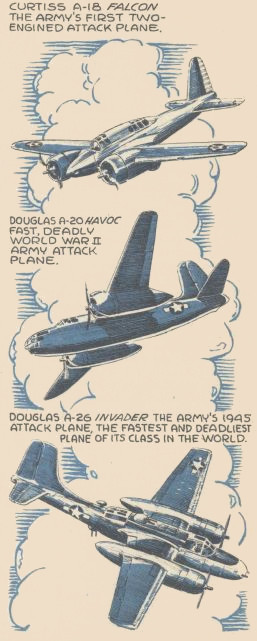 CURTISS A-18 FALCON
THE ARMY'S FIRST TWO-
ENGINED ATTACK PLANE.
DOUGLAS A-20 HAVOC
FAST, DEADLY
WORLD WAR II
ARMY ATTACK
PLANE.
DOUGLAS A-26 INVADER THE ARMY'S 1945
ATTACK PLANE, THE FASTEST AND DEADLIEST
PLANE OF ITS CLASS IN THE WORLD.